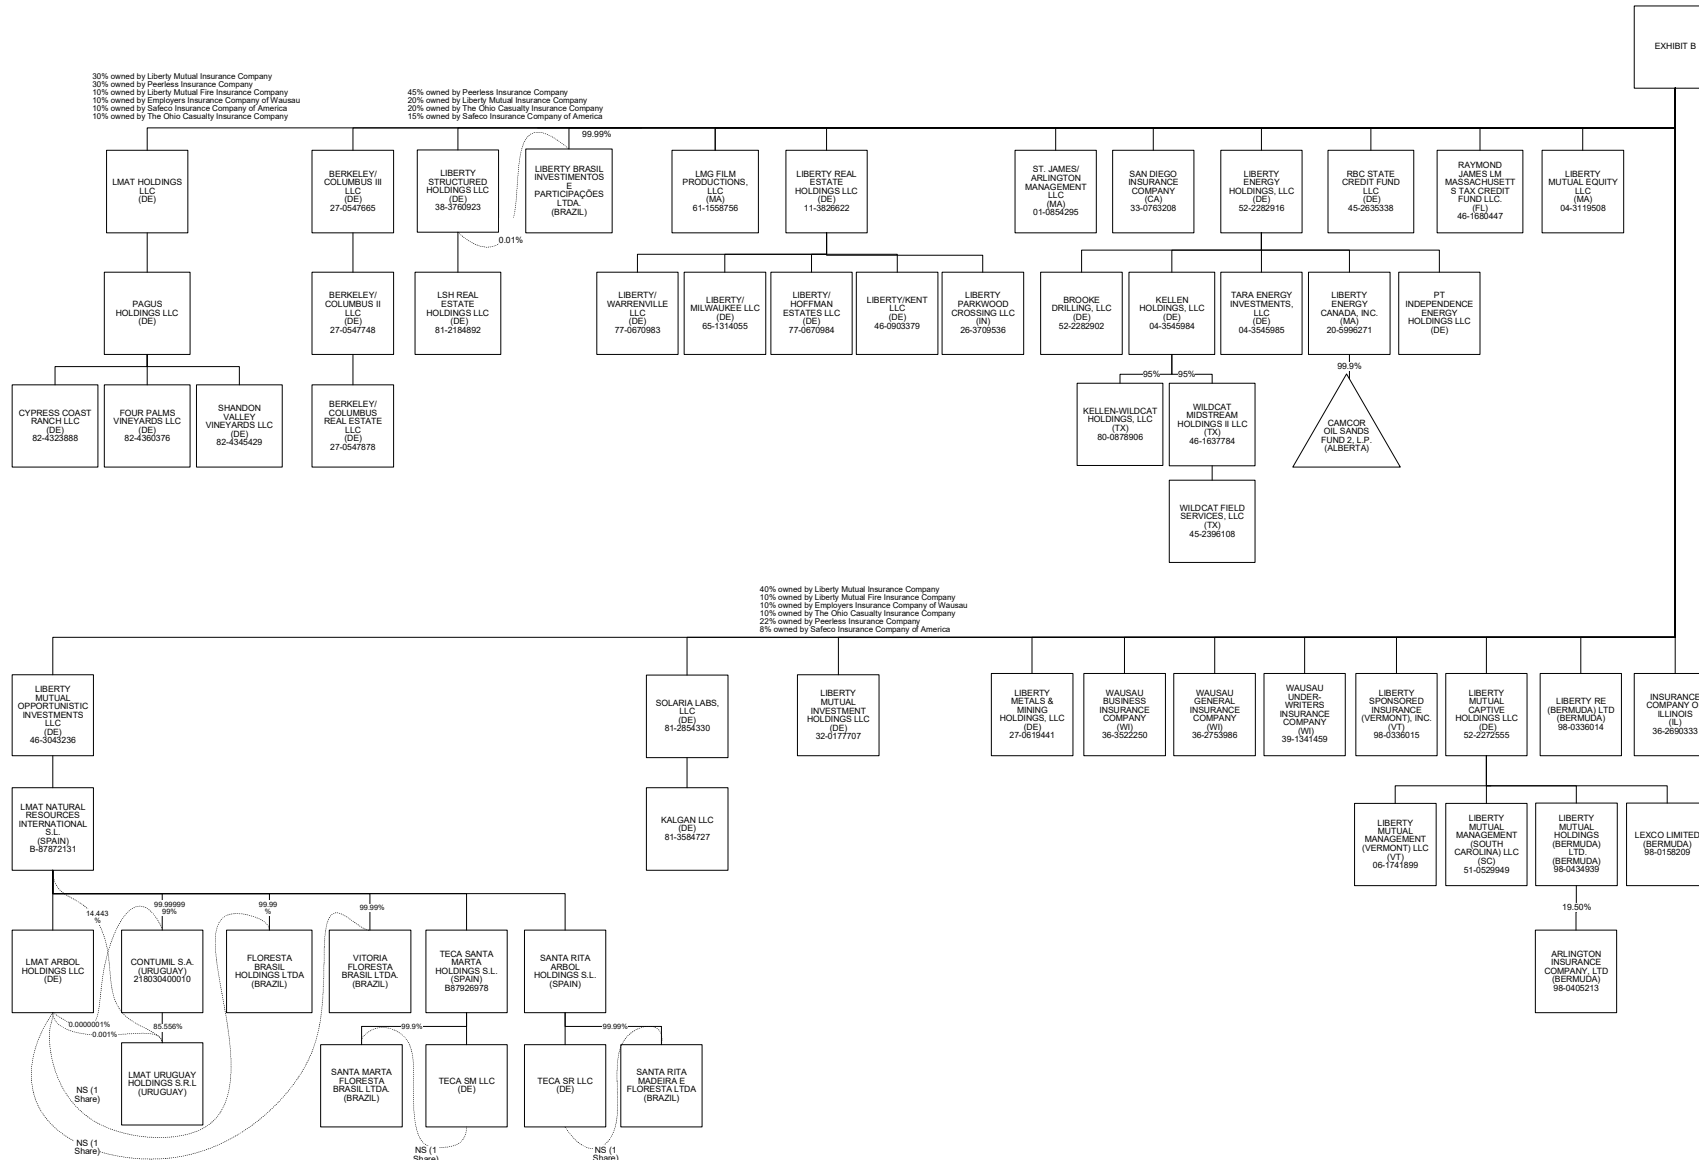 EXHIBIT B
30% owned by Liberty Mutual Insurance Company
30% owned by Peerless Insurance Company
10% owned by Liberty Mutual Fire Insurance Company
10% owned by Employers Insurance Company of Wausau
10% owned by Safeco Insurance Company of America
10% owned by The Ohio Casualty Insurance Company
45% owned by Peerless Insurance Company
20% owned by Liberty Mutual Insurance Company
20% owned by The Ohio Casualty Insurance Company
15% owned by Safeco Insurance Company of America
99.99%
LMAT HOLDINGS
LLC
(DE)
BERKELEY/
COLUMBUS III
LLC
(DE)
27-0547665
LIBERTY
STRUCTURED
HOLDINGS LLC
(DE)
38-3760923
LIBERTY BRASIL
INVESTIMENTOS
E
PARTICIPAÇÕES
LTDA.
(BRAZIL)
LMG FILM
PRODUCTIONS,
LLC
(MA)
61-1558756
LIBERTY REAL
ESTATE
HOLDINGS LLC
(DE)
11-3826622
ST. JAMES/
ARLINGTON
MANAGEMENT
LLC
(MA)
01-0854295
SAN DIEGO
INSURANCE
COMPANY
(CA)
33-0763208
LIBERTY
ENERGY
HOLDINGS, LLC
(DE)
52-2282916
RBC STATE
CREDIT FUND
LLC
(DE)
45-2635338
RAYMOND
JAMES LM
MASSACHUSETT
S TAX CREDIT
FUND LLC.
(FL)
46-1680447
LIBERTY
MUTUAL EQUITY
LLC
(MA)
04-3119508
0.01%
PAGUS
HOLDINGS LLC
(DE)
BERKELEY/
COLUMBUS II
LLC
(DE)
27-0547748
LSH REAL
ESTATE
HOLDINGS LLC
(DE)
81-2184892
LIBERTY/
WARRENVILLE
LLC
(DE)
77-0670983
LIBERTY/
MILWAUKEE LLC
(DE)
65-1314055
LIBERTY/
HOFFMAN
ESTATES LLC
(DE)
77-0670984
LIBERTY/KENT
LLC
(DE)
46-0903379
LIBERTY
PARKWOOD
CROSSING LLC
(IN)
26-3709536
BROOKE
DRILLING, LLC
(DE)
52-2282902
KELLEN
HOLDINGS, LLC
(DE)
04-3545984
TARA ENERGY
INVESTMENTS,
LLC
(DE)
04-3545985
LIBERTY
ENERGY
CANADA, INC.
(MA)
20-5996271
PT
INDEPENDENCE
ENERGY
HOLDINGS LLC
(DE)
95%
95%
99.9%
CYPRESS COAST
RANCH LLC
(DE)
82-4323888
FOUR PALMS
VINEYARDS LLC
(DE)
82-4360376
SHANDON
VALLEY
VINEYARDS LLC
(DE)
82-4345429
BERKELEY/
COLUMBUS
REAL ESTATE
LLC
(DE)
27-0547878
KELLEN-WILDCAT
HOLDINGS, LLC
(TX)
80-0878906
WILDCAT
MIDSTREAM
HOLDINGS II LLC
(TX)
46-1637784
CAMCOR
OIL SANDS
FUND 2, L.P.
(ALBERTA)
WILDCAT FIELD
SERVICES, LLC
(TX)
45-2396108
40% owned by Liberty Mutual Insurance Company
10% owned by Liberty Mutual Fire Insurance Company
10% owned by Employers Insurance Company of Wausau
10% owned by The Ohio Casualty Insurance Company
22% owned by Peerless Insurance Company
8% owned by Safeco Insurance Company of America
LIBERTY
MUTUAL
OPPORTUNISTIC
INVESTMENTS
LLC
(DE)
46-3043236
SOLARIA LABS,
LLC
(DE)
81-2854330
LIBERTY
MUTUAL
INVESTMENT
HOLDINGS LLC
(DE)
32-0177707
LIBERTY
METALS &
MINING
HOLDINGS, LLC
(DE)
27-0619441
WAUSAU
BUSINESS
INSURANCE
COMPANY
(WI)
36-3522250
WAUSAU
GENERAL
INSURANCE
COMPANY
(WI)
36-2753986
WAUSAU
UNDER-
WRITERS
INSURANCE
COMPANY
(WI)
39-1341459
LIBERTY
SPONSORED
INSURANCE
(VERMONT), INC.
(VT)
98-0336015
LIBERTY
MUTUAL
CAPTIVE
HOLDINGS LLC
(DE)
52-2272555
LIBERTY RE
(BERMUDA) LTD
(BERMUDA)
98-0336014
INSURANCE
COMPANY O
ILLINOIS
(IL)
36-2690333
LMAT NATURAL
RESOURCES
INTERNATIONAL
S.L.
(SPAIN)
B-87872131
KALGAN LLC
(DE)
81-3584727
LIBERTY
MUTUAL
MANAGEMENT
(VERMONT) LLC
(VT)
06-1741899
LIBERTY
MUTUAL
MANAGEMENT
(SOUTH
CAROLINA) LLC
(SC)
51-0529949
LIBERTY
MUTUAL
HOLDINGS
(BERMUDA)
LTD.
(BERMUDA)
98-0434939
LEXCO LIMITED
(BERMUDA)
98-0158209
14.443
%
99.99999
99%
99.99
%
99.99%
19.50%
LMAT ARBOL
HOLDINGS LLC
(DE)
CONTUMIL S.A.
(URUGUAY)
218030400010
FLORESTA
BRASIL
HOLDINGS LTDA
(BRAZIL)
VITORIA
FLORESTA
BRASIL LTDA.
(BRAZIL)
TECA SANTA
MARTA
HOLDINGS S.L.
(SPAIN)
B87926978
SANTA RITA
ARBOL
HOLDINGS S.L.
(SPAIN)
ARLINGTON
INSURANCE
COMPANY, LTD
(BERMUDA)
98-0405213
0.0000001%
0.001%
85.556%
99.9%
99.99%
LMAT URUGUAY
HOLDINGS S.R.L
(URUGUAY)
SANTA MARTA
FLORESTA
BRASIL LTDA.
(BRAZIL)
TECA SM LLC
(DE)
TECA SR LLC
(DE)
SANTA RITA
MADEIRA E
FLORESTA LTDA
(BRAZIL)
NS (1
Share)
NS (1
Share)
NS (1
Share)
NS (1
Share)